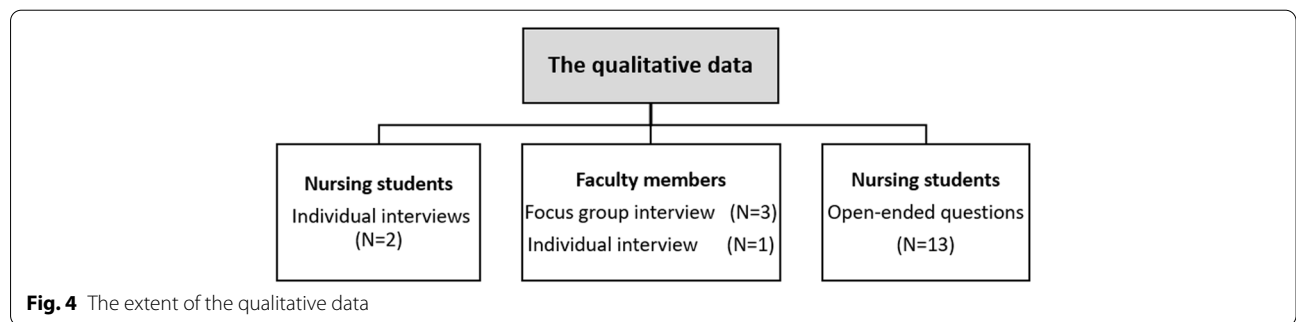 The qualitative data
Nursing students
Individual interviews
(N=2)
Faculty members
Focus group interview (N=3)
Individual interview (N=1)
Nursing students
Open-ended questions
(N=13)
Fig. 4 The extent of the qualitative data